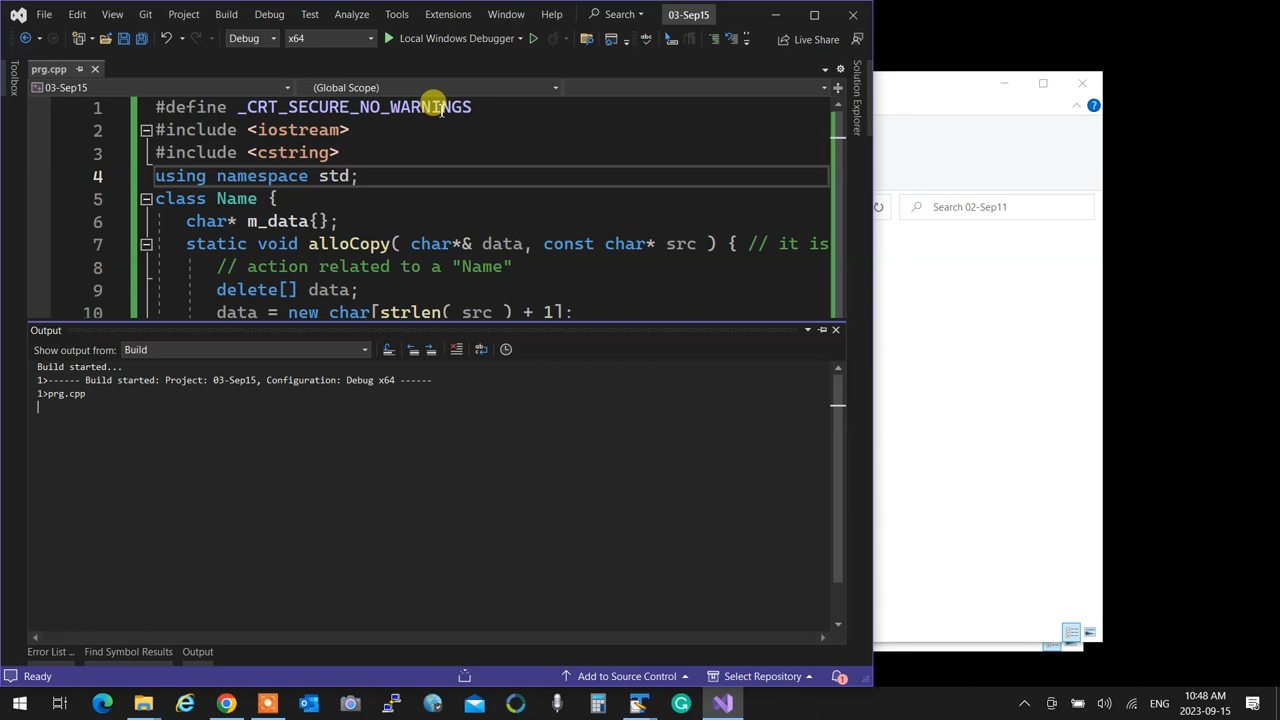 File Edit View Git Project Build Debug Test Analyze Tools Extensions Window Help Search 03-Sep15
Debug x64 Local Windows Debugger Live Share
prg.cpp
03-Sep15 (Global Scope)
Toolbox
Solution Explorer
1 #define _CRT_SECURE_NO_WARNINGS
2 #include <iostream>
3 #include <cstring>
4 using namespace std;
5 class Name {
6 char* m_data{};
7 static void alloCopy( char*& data, const char* src ) { // it is
8 // action related to a "Name"
9 delete[] data;
10 data = new char[strlen( src ) + 1];
Output
Show output from: Build
Build started...
1>------ Build started: Project: 03-Sep15, Configuration: Debug x64 ------
1>prg.cpp
Error List ... Find Symbol Results Output
Ready Add to Source Control Select Repository 1
Search 02-Sep11
ENG 10:48 AM
2023-09-15